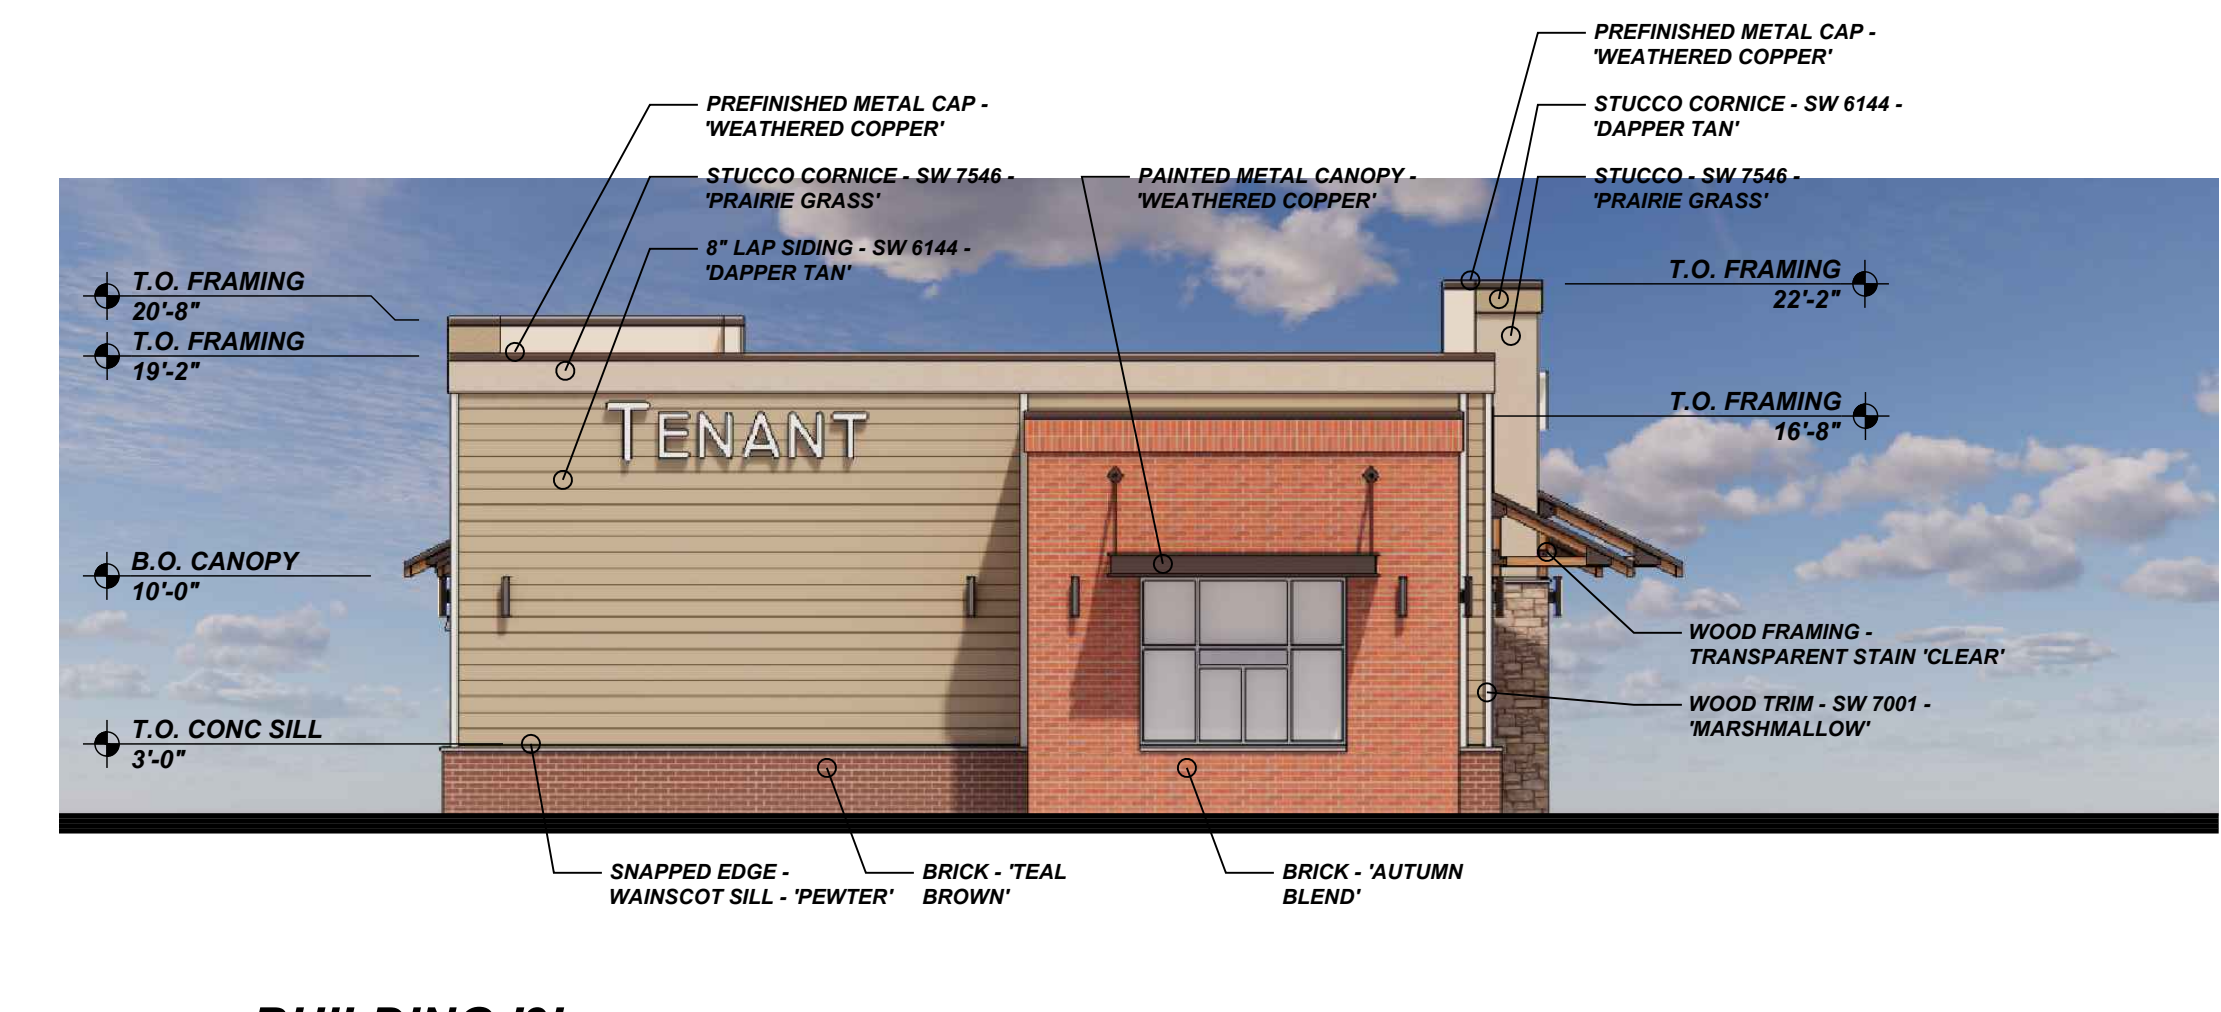 PREFINISHED METAL CAP -
'WEATHERED COPPER'
STUCCO CORNICE - SW 6144 -
'DAPPER TAN'
STUCCO - SW 7546 -
'PRAIRIE GRASS'
PREFINISHED METAL CAP -
'WEATHERED COPPER'
STUCCO CORNICE - SW 7546 -
'PRAIRIE GRASS'
8" LAP SIDING - SW 6144 -
'DAPPER TAN'
PAINTED METAL CANOPY -
'WEATHERED COPPER'
T.O. FRAMING
20'-8"
T.O. FRAMING
19'-2"
T.O. FRAMING
22'-2"
T.O. FRAMING
16'-8"
TENANT
B.O. CANOPY
10'-0"
T.O. CONC SILL
3'-0"
WOOD FRAMING -
TRANSPARENT STAIN 'CLEAR'
WOOD TRIM - SW 7001 -
'MARSHMALLOW'
SNAPPED EDGE -
WAINSCOT SILL - 'PEWTER'
BRICK - 'TEAL
BROWN'
BRICK - 'AUTUMN
BLEND'